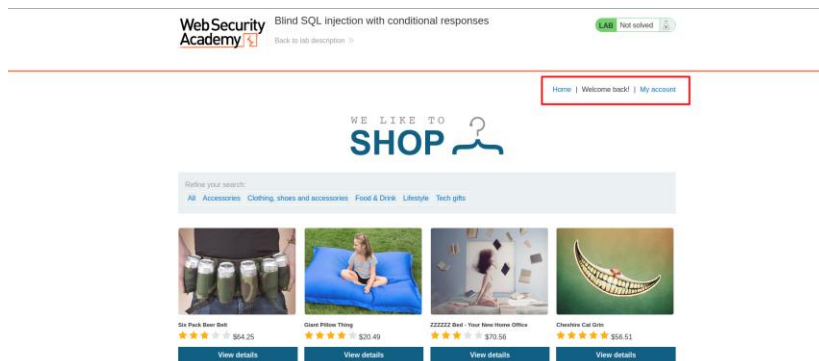 Web Security
Academy
Blind SQL injection with conditional responses
Back to lab description »
LAB Not solved
Home | Welcome back! | My account
WE LIKE TO
SHOP
Refine your search:
All Accessories Clothing, shoes and accessories Food & Drink Lifestyle Tech gifts
Six Pack Beer Belt Giant Pillow Thing ZZZZZZ Bed - Your New Home Office Cheshire Cat Grin
$64.25 $20.49 $70.56 $56.51
View details View details View details View details